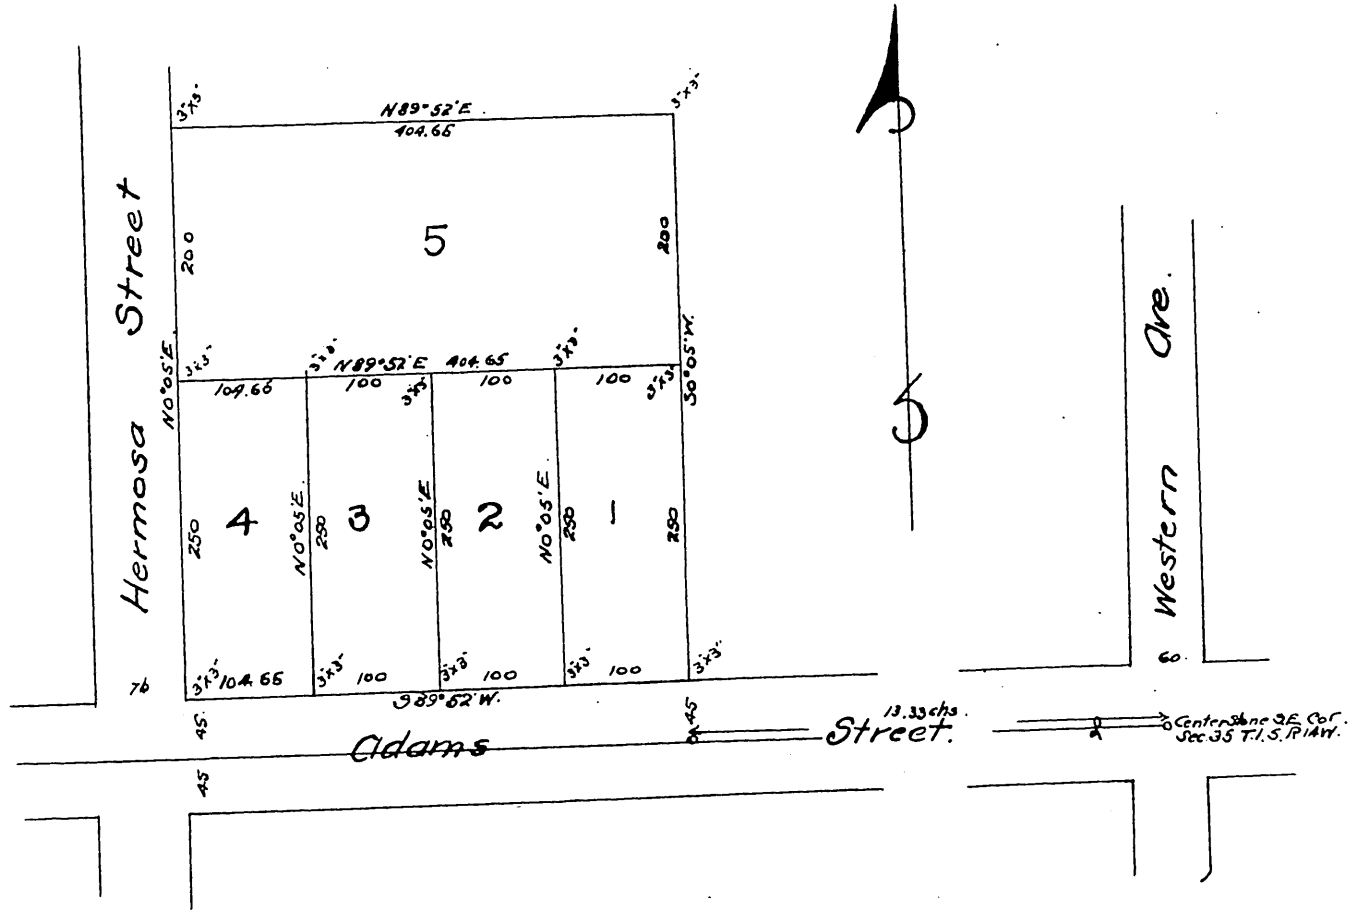 3"x3"
3"x3"
N89°52'E.
404.65
Hermosa Street
200
5
200
N0°05'E.
S0°05'W.
3"x3"
3"x3"
N89°52'E 404.65
3"x3"
104.65
100
3"x3"
100
100
3"x3"
250
4
N0°05'E.
250
3
N0°05'E
250
2
N0°05'E
250
1
250
76
3"x3"
104.65
3"x3"
100
3"x3"
100
3"x3"
100
3"x3"
S89°52'W.
45
45
Adams Street.
13.33 chs.
45
S
Western Ave.
60.
Center Stone S.E. Cor.
Sec. 35 T.1.S. R14W.